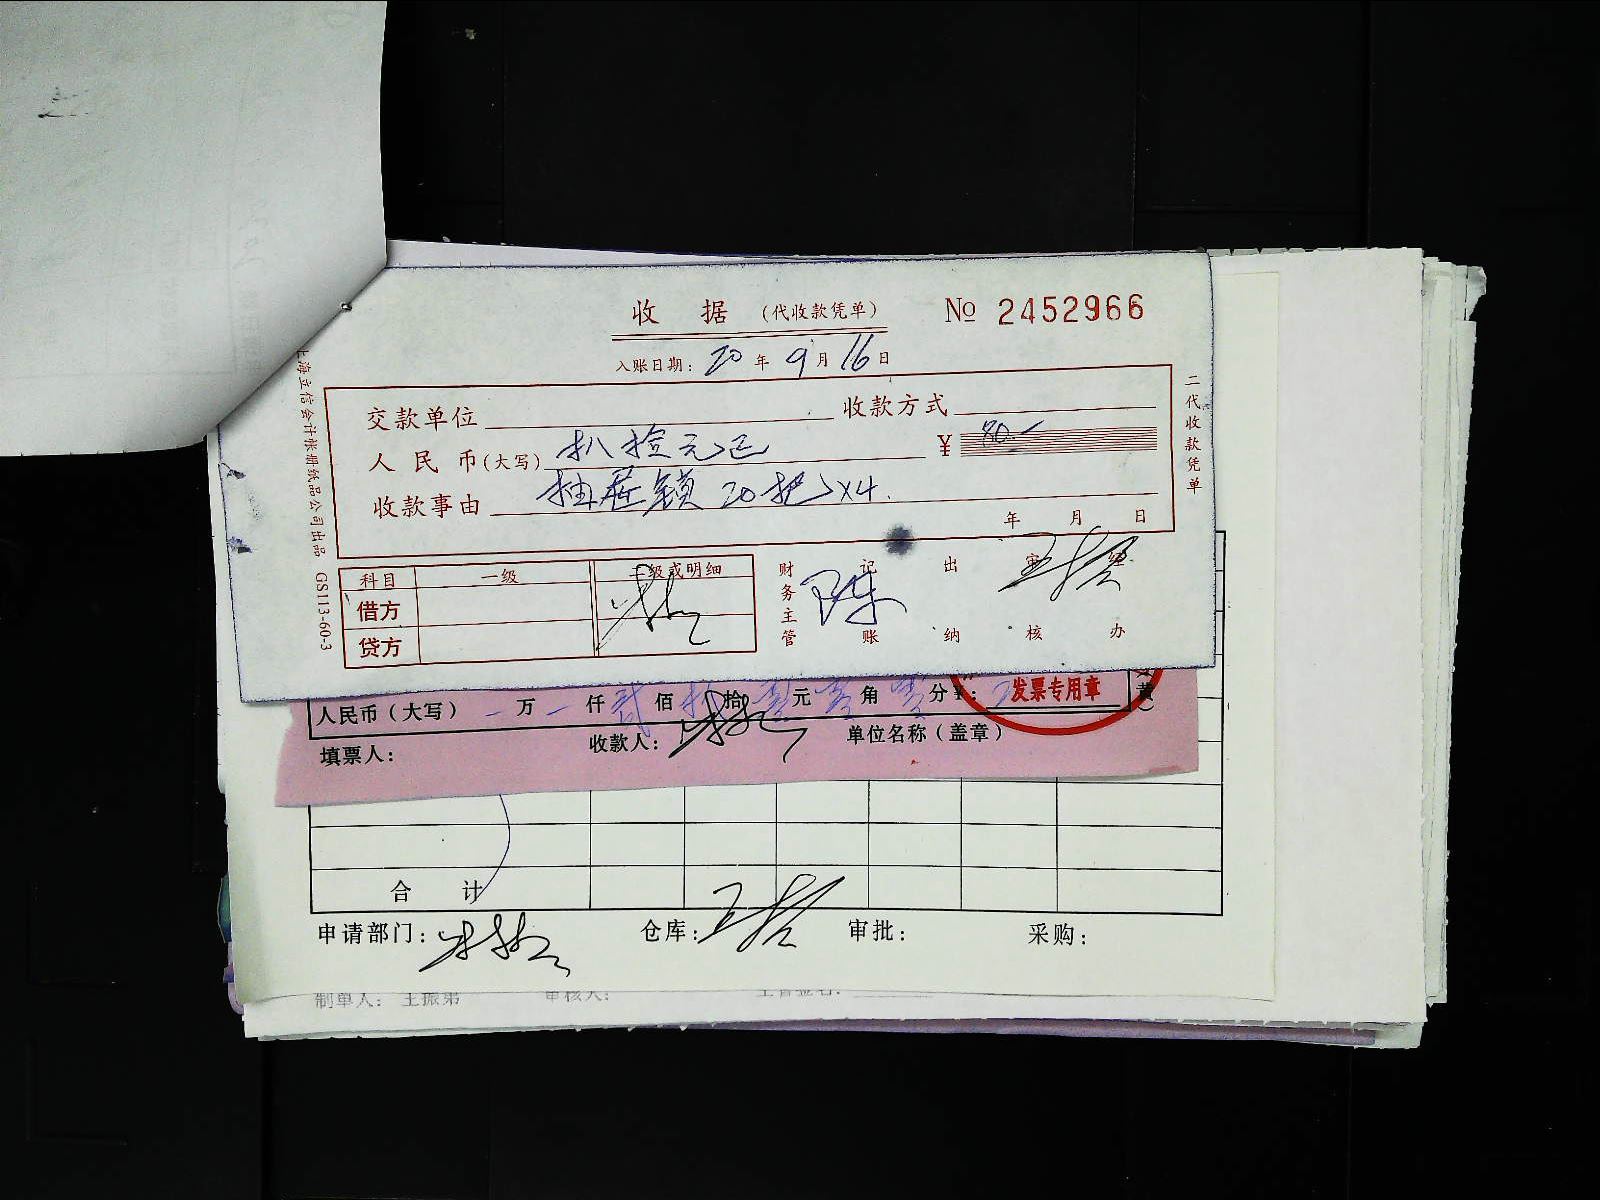 收 据 (代收款凭单) № 2452966
入账日期: 20 年 9 月 16 日
交款单位 收款方式
人民币(大写) 扒拾元正 ¥ 80.-
收款事由 抽屉锁 20把×4.
年 月 日
科目 一级 二级或明细
借方
贷方
财务主管 陈 记账 出纳 审核 经办
二代收款凭单
上海立信会计帐册纸品公司出品 GS113-60-3
人民币(大写) 万 仟 贰 佰 拾 元 角 分 ¥:
发票专用章
填票人: 收款人: 单位名称(盖章)
合 计
申请部门: 仓库: 审批: 采购:
制单人: 王振弟 审核人: